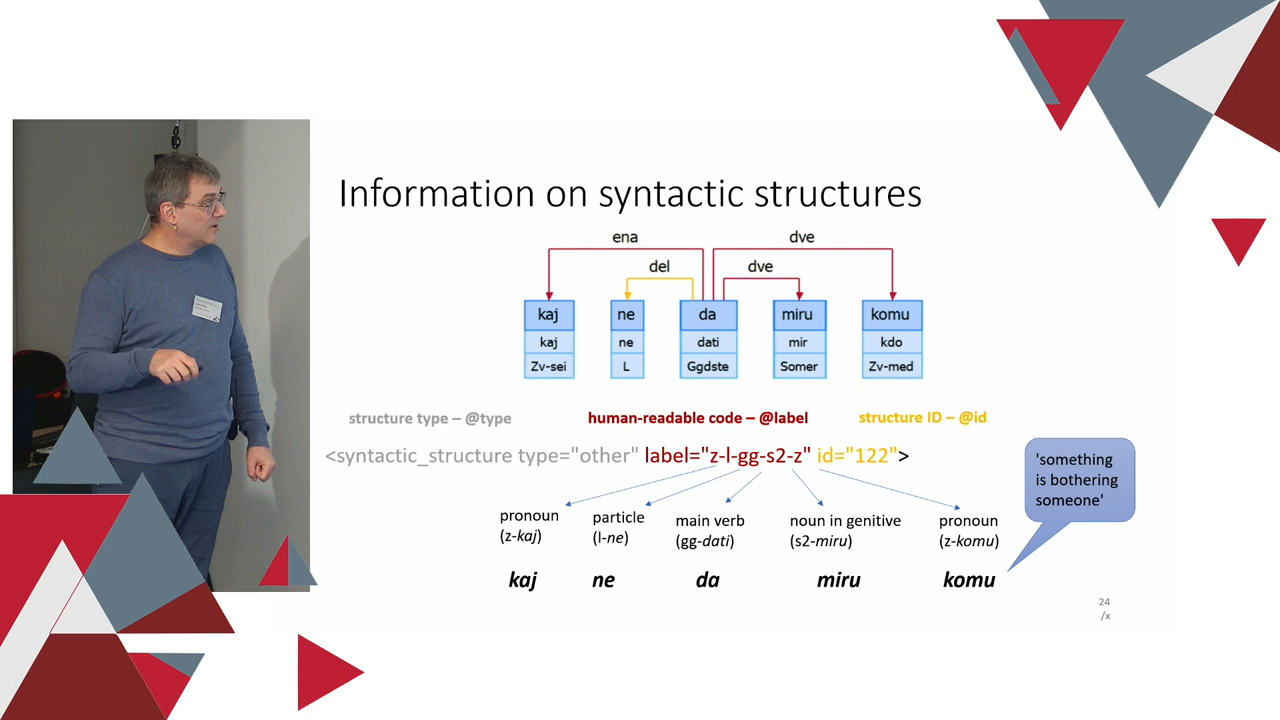 Information on syntactic structures
ena dve
del dve
kaj ne da miru komu
kaj ne dati mir kdo
Zv-sei L Ggdste Somer Zv-med
structure type – @type human-readable code – @label structure ID – @id
<syntactic_structure type="other" label="z-l-gg-s2-z" id="122">
'something
is bothering
someone'
pronoun particle main verb noun in genitive pronoun
(z-kaj) (l-ne) (gg-dati) (s2-miru) (z-komu)
kaj ne da miru komu
24
/x